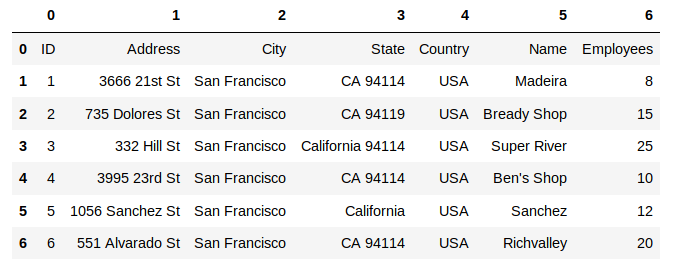 0 1 2 3 4 5 6
0 ID Address City State Country Name Employees
1 1 3666 21st St San Francisco CA 94114 USA Madeira 8
2 2 735 Dolores St San Francisco CA 94119 USA Bready Shop 15
3 3 332 Hill St San Francisco California 94114 USA Super River 25
4 4 3995 23rd St San Francisco CA 94114 USA Ben's Shop 10
5 5 1056 Sanchez St San Francisco California USA Sanchez 12
6 6 551 Alvarado St San Francisco CA 94114 USA Richvalley 20